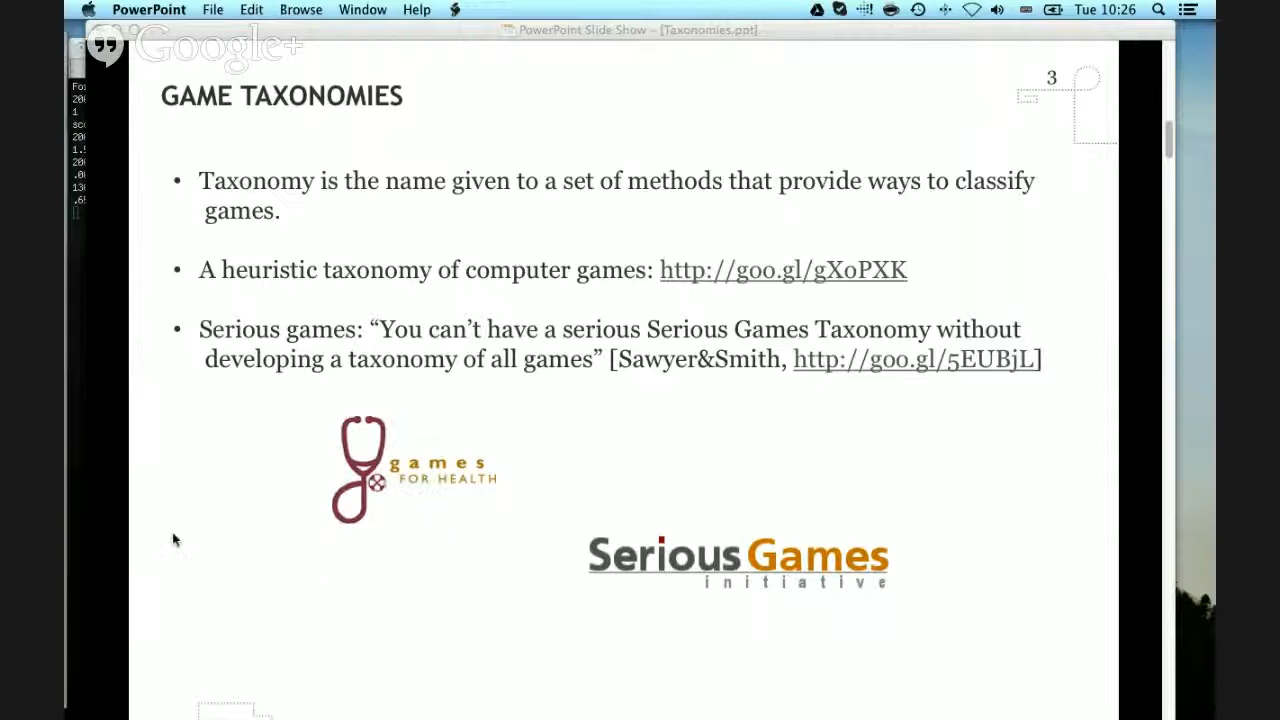 PowerPoint File Edit Browse Window Help
Tue 10:26
PowerPoint Slide Show – [Taxonomies.ppt]
Google+
3
GAME TAXONOMIES
• Taxonomy is the name given to a set of methods that provide ways to classify
games.
• A heuristic taxonomy of computer games: http://goo.gl/gXoPXK
• Serious games: “You can’t have a serious Serious Games Taxonomy without
developing a taxonomy of all games” [Sawyer&Smith, http://goo.gl/5EUBjL]
games
FOR HEALTH
Serious Games
initiative